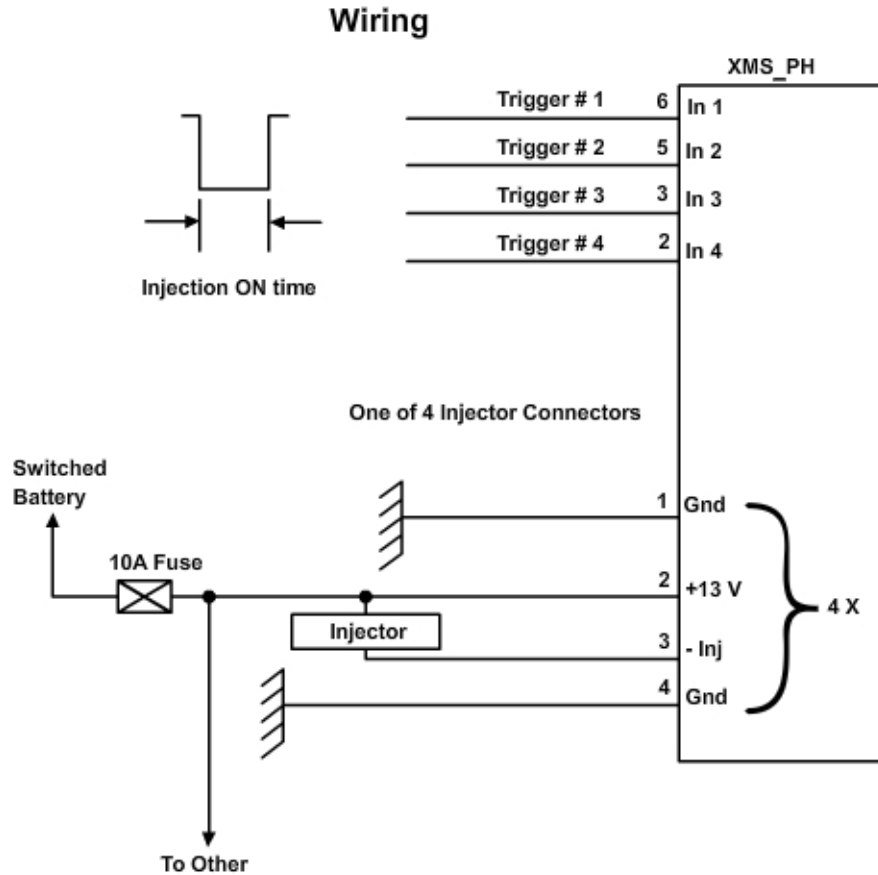 Wiring
XMS_PH
Trigger # 1 6 In 1
Trigger # 2 5 In 2
Trigger # 3 3 In 3
Trigger # 4 2 In 4
Injection ON time
One of 4 Injector Connectors
Switched
Battery
1 Gnd
10A Fuse
2 +13 V
4 X
Injector
3 - Inj
4 Gnd
To Other